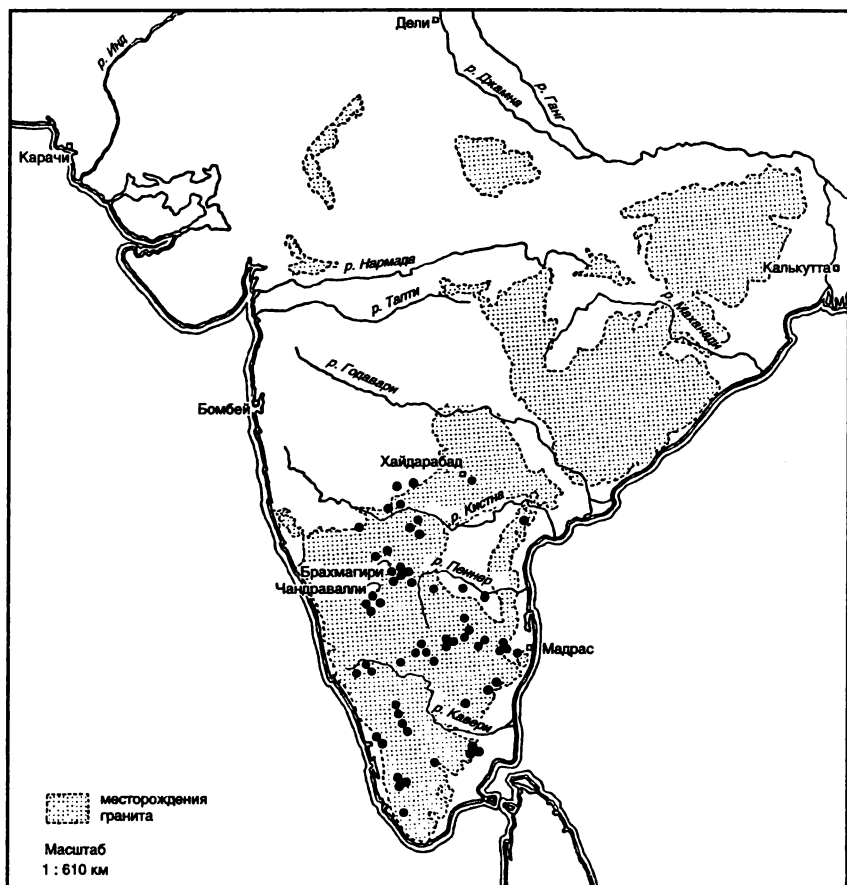 Дели
р. Инд
р. Джамна
р. Ганг
Карачи
р. Нармада
Калькутта
р. Тапти
р. Маханари
р. Годавари
Бомбей
Хайдарабад
р. Кистна
Брахмагири
р. Пеннер
Чандравалли
Мадрас
р. Кавери
месторождения
гранита
Масштаб
1 : 610 км